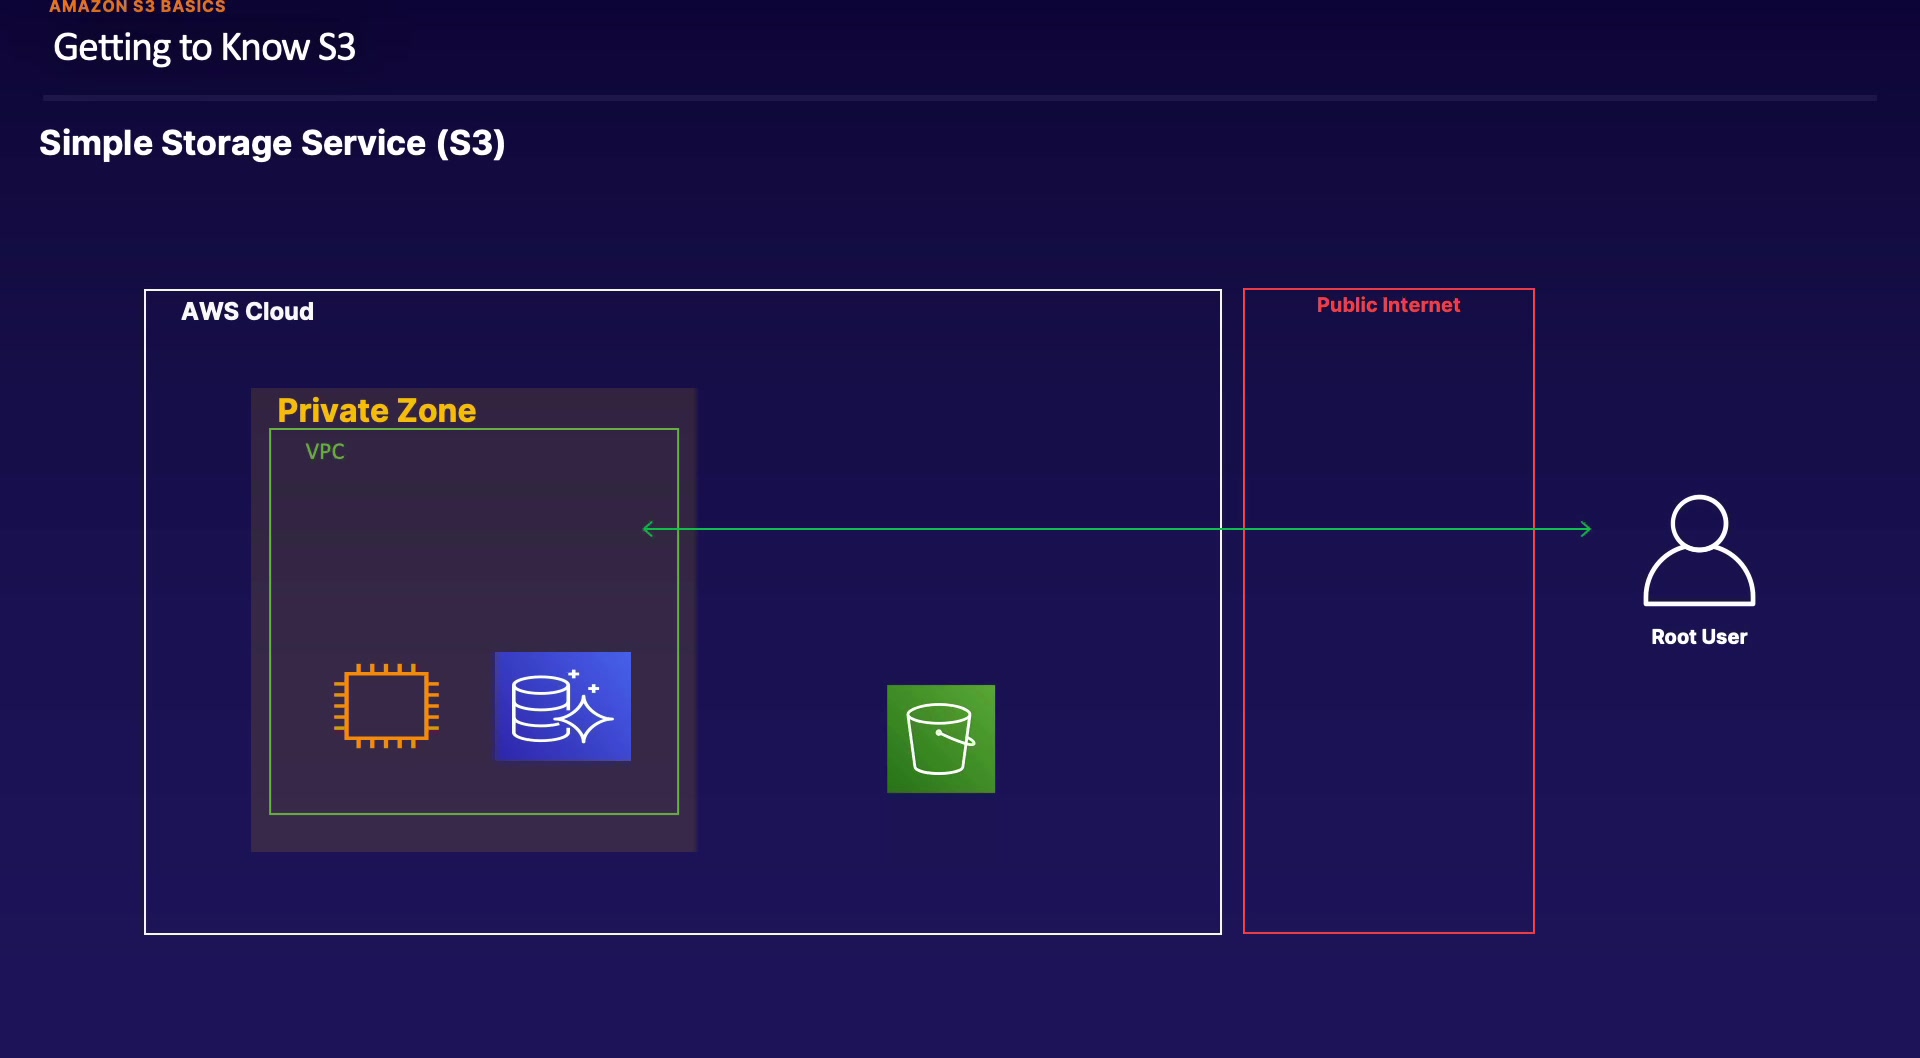 AMAZON S3 BASICS
Getting to Know S3
Simple Storage Service (S3)
AWS Cloud
Public Internet
Private Zone
VPC
Root User